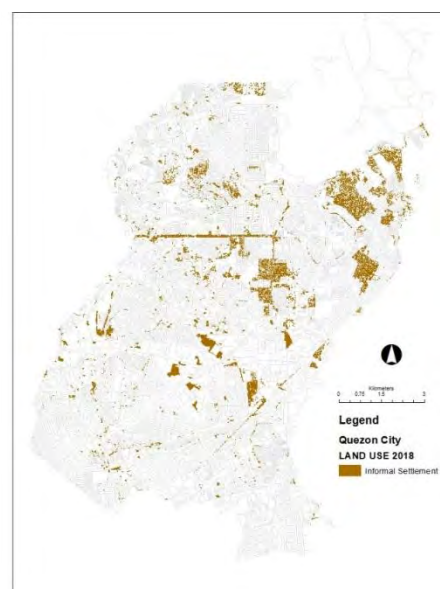 Kilometers
0 0.75 1.5 3
Legend
Quezon City
LAND USE 2018
Informal Settlement